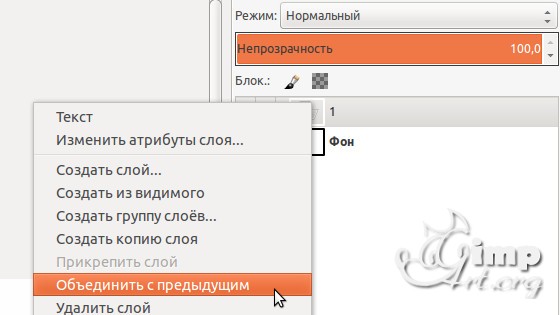 Режим: Нормальный
Непрозрачность 100,0
Блок.:
1
Фон
Текст
Изменить атрибуты слоя...
Создать слой...
Создать из видимого
Создать группу слоёв...
Создать копию слоя
Прикрепить слой
Объединить с предыдущим
Удалить слой
Gimp
Art.org